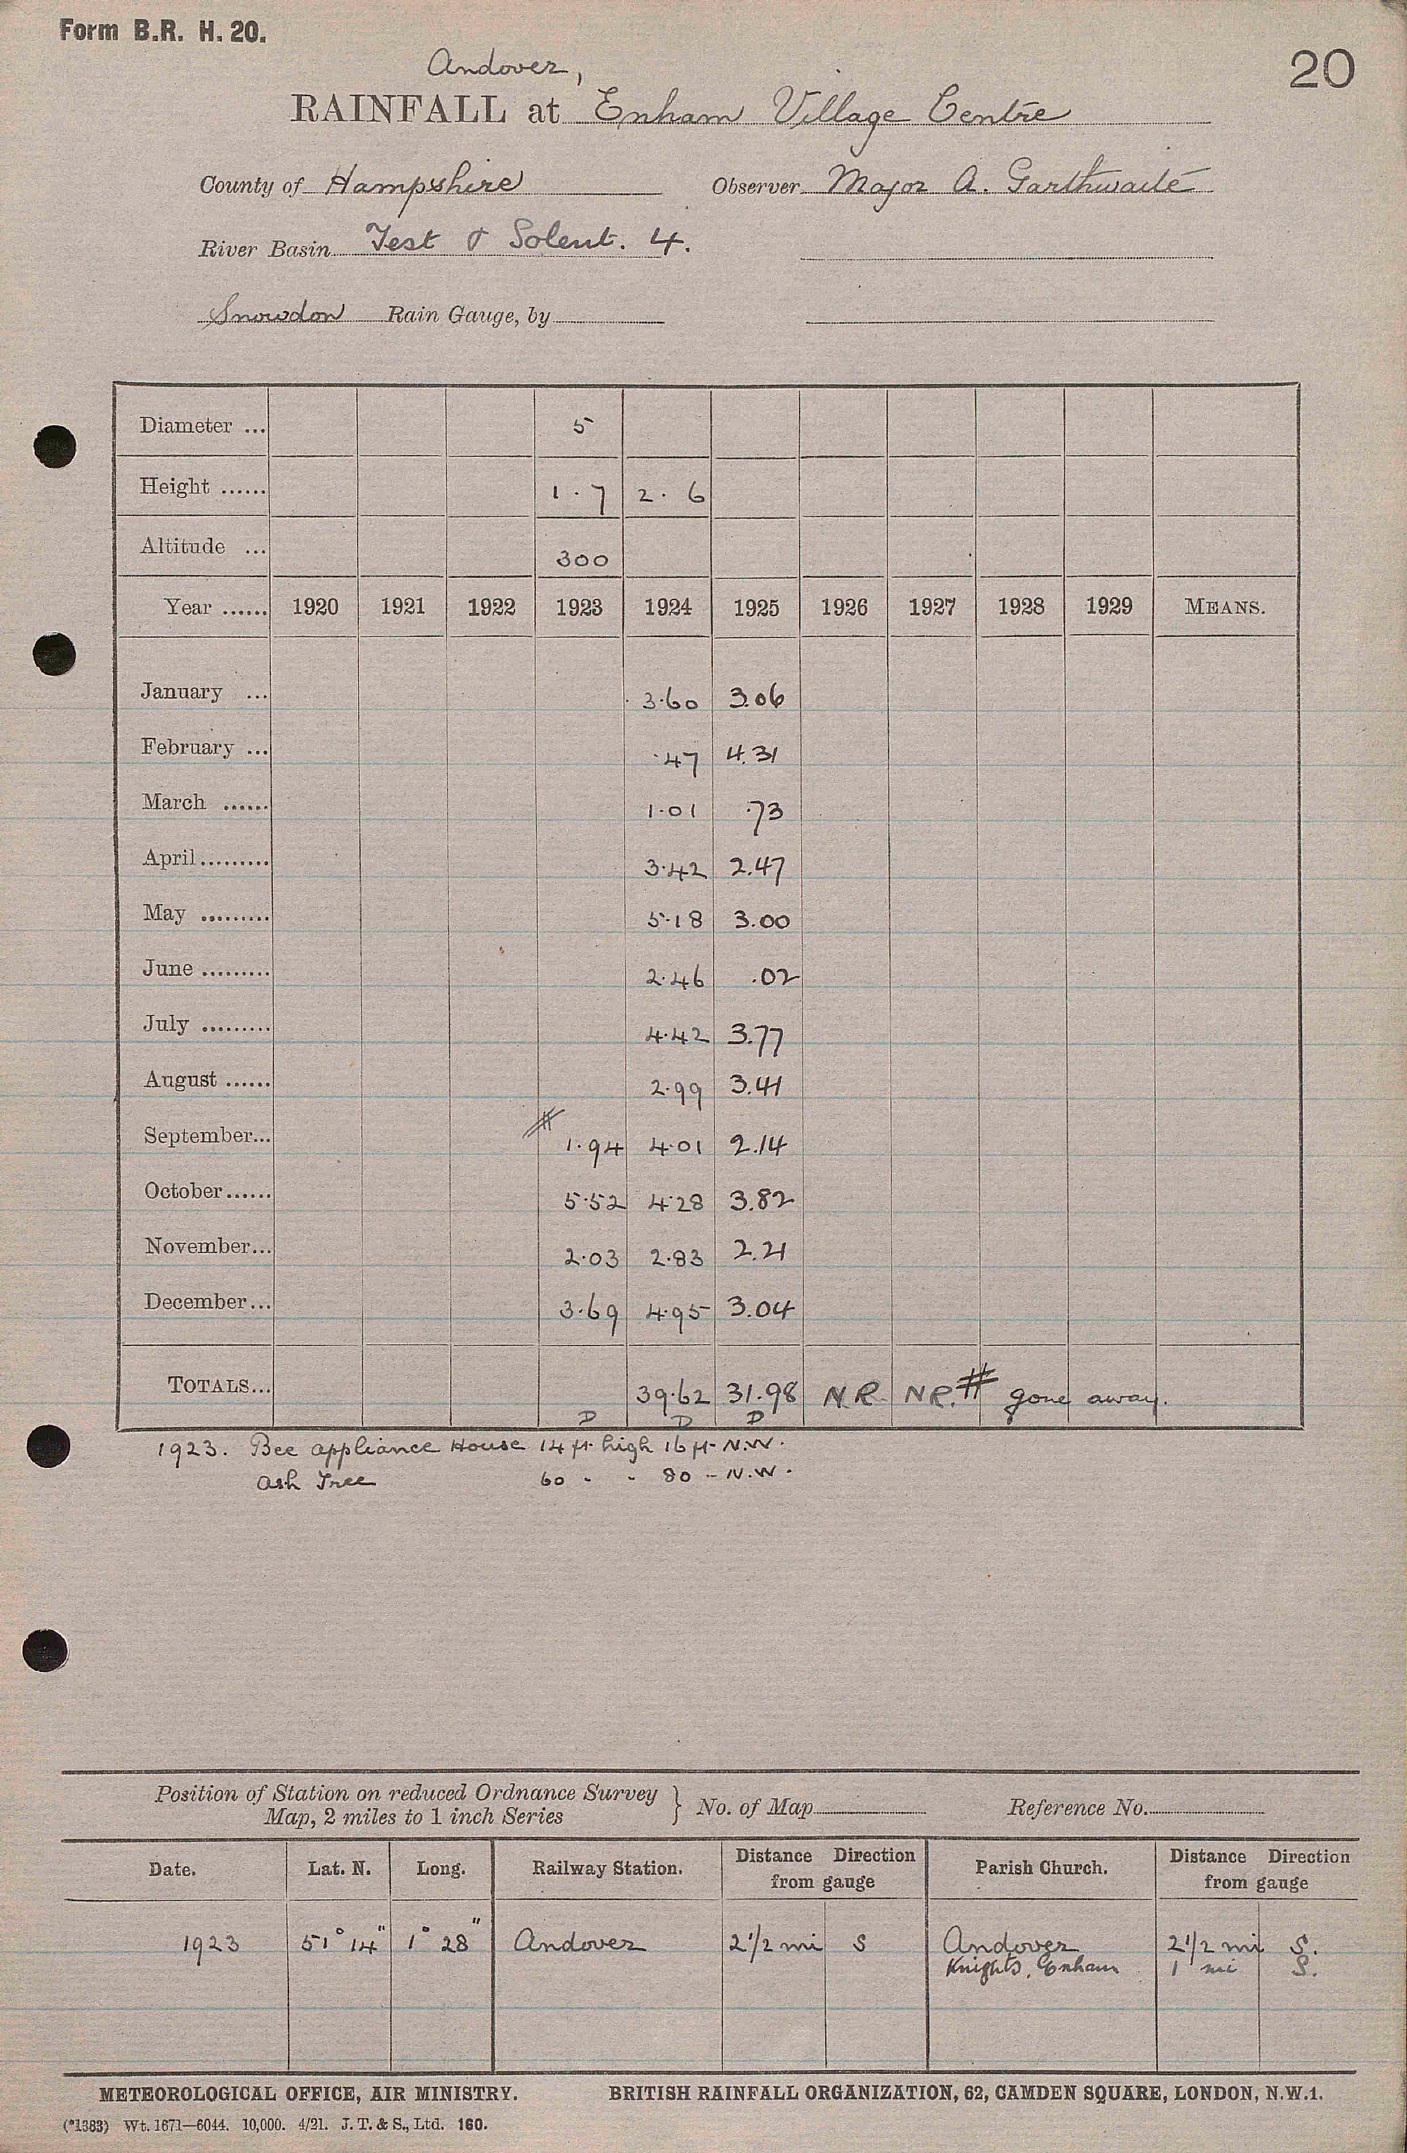 Form B.R. H. 20.
20
Andover,
RAINFALL at Enham Village Centre
County of Hampshire Observer Major A. Garthwaite
River Basin Test & Solent. 4.
Snowdon Rain Gauge, by
Diameter ... 5
Height ...... 1.7 2.6
Altitude ... 300
Year ...... 1920 1921 1922 1923 1924 1925 1926 1927 1928 1929 MEANS.
January ... 3.60 3.06
February ... .47 4.31
March ...... 1.01 .73
April ......... 3.42 2.47
May ......... 5.18 3.00
June ......... 2.46 .02
July ......... 4.42 3.77
August ...... 2.99 3.41
September... 1.94 4.01 2.14
October...... 5.52 4.28 3.82
November... 2.03 2.83 2.21
December... 3.69 4.95 3.04
TOTALS... 39.62 31.98 N.R. N.R. # gone away.
D D D
1923. Bee appliance House 14 ft. high 16 ft. N.W.
Ash Tree 60 " " 80 - N.W.
Position of Station on reduced Ordnance Survey
Map, 2 miles to 1 inch Series } No. of Map Reference No.
Date. Lat. N. Long. Railway Station. Distance Direction from gauge Parish Church. Distance Direction from gauge
1923 51° 14" 1° 28" Andover 2 1/2 mi S Andover 2 1/2 mi S.
Knights, Enham 1 mi S.
METEOROLOGICAL OFFICE, AIR MINISTRY. BRITISH RAINFALL ORGANIZATION, 62, CAMDEN SQUARE, LONDON, N.W.1.
(*1383) Wt. 1671—6044. 10,000. 4/21. J. T. & S., Ltd. 160.